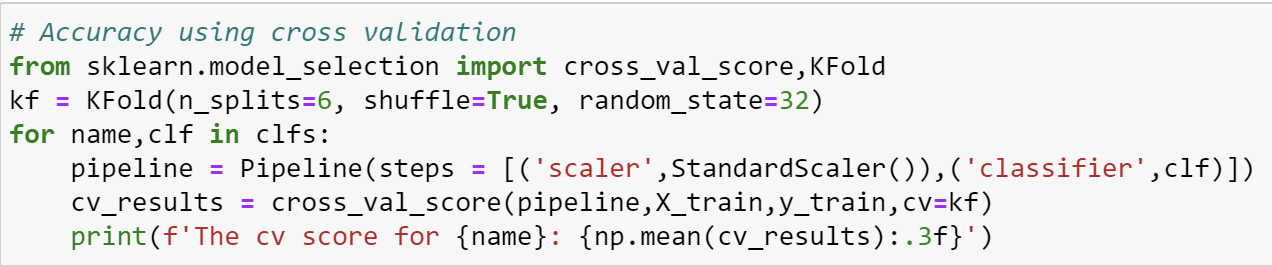 # Accuracy using cross validation
from sklearn.model_selection import cross_val_score,KFold
kf = KFold(n_splits=6, shuffle=True, random_state=32)
for name,clf in clfs:
    pipeline = Pipeline(steps = [('scaler',StandardScaler()),('classifier',clf)])
    cv_results = cross_val_score(pipeline,X_train,y_train,cv=kf)
    print(f'The cv score for {name}: {np.mean(cv_results):.3f}')